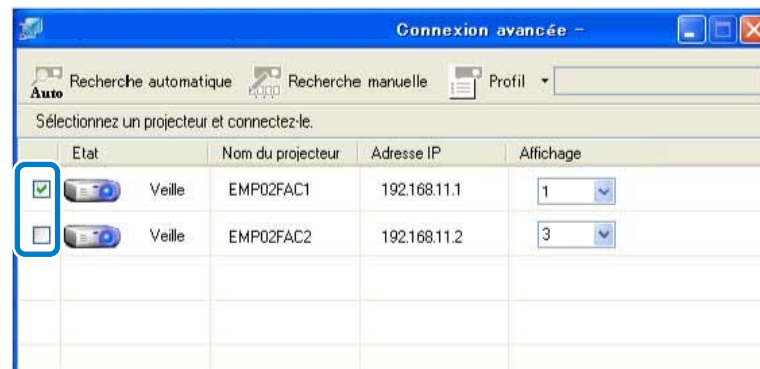 Connexion avancée -
Auto Recherche automatique Recherche manuelle Profil
Sélectionnez un projecteur et connectez-le.
Etat Nom du projecteur Adresse IP Affichage
Veille EMP02FAC1 192.168.11.1 1
Veille EMP02FAC2 192.168.11.2 3